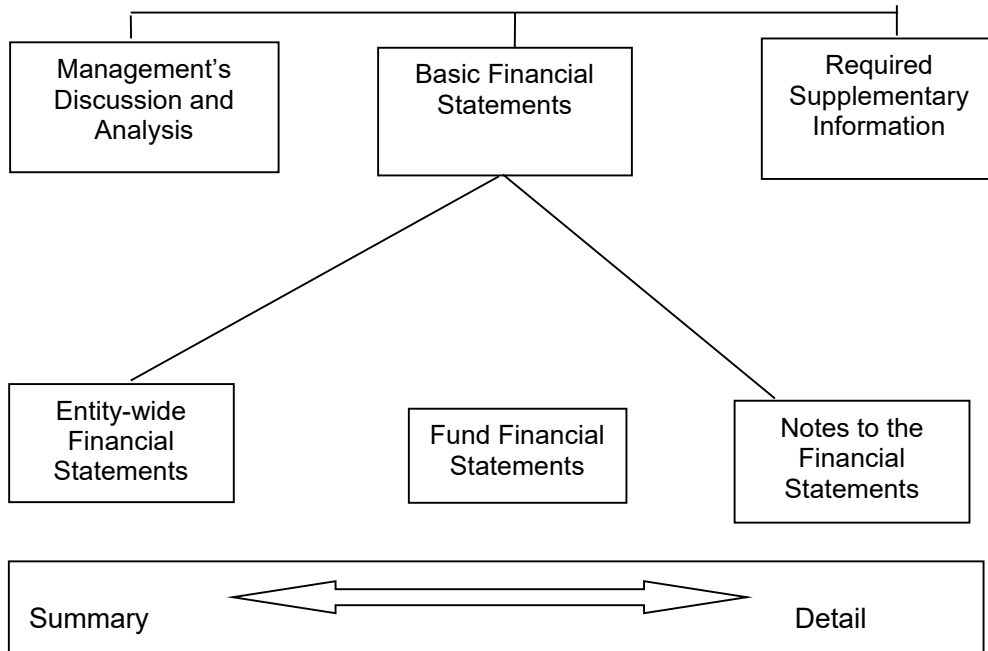 Management’s
Discussion and
Analysis
Basic Financial
Statements
Required
Supplementary
Information
Entity-wide
Financial
Statements
Fund Financial
Statements
Notes to the
Financial
Statements
Summary
Detail